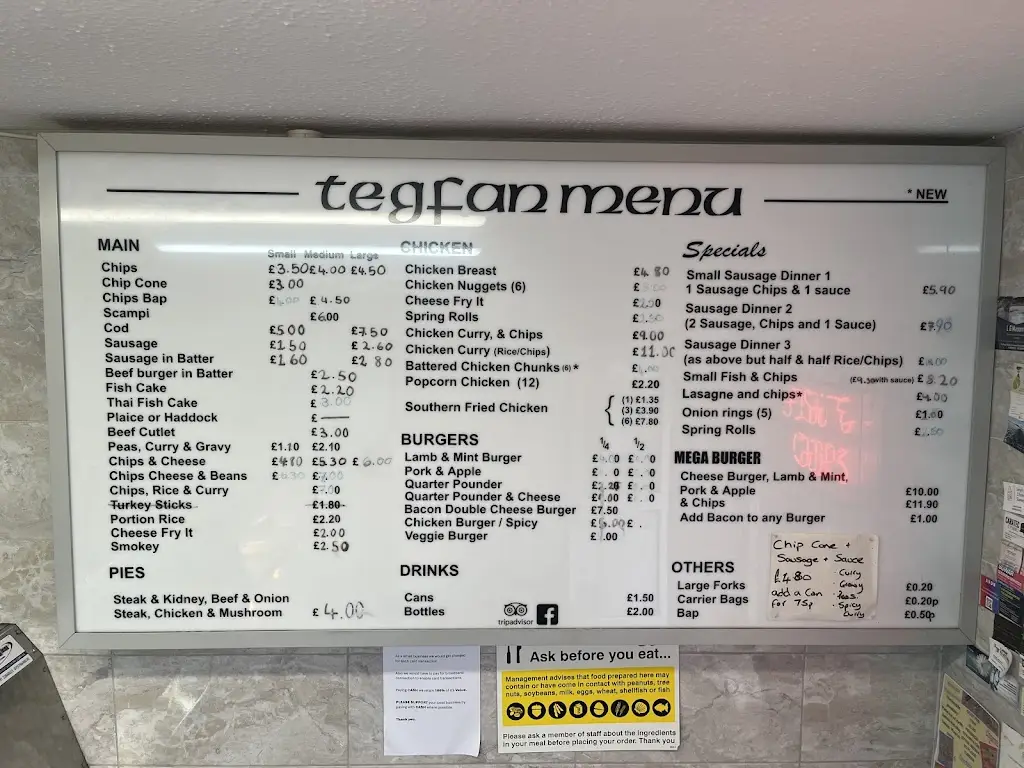 tegfan menu
* NEW
MAIN
Small Medium Large
Chips £3.50 £4.00 £4.50
Chip Cone £3.00
Chips Bap £4.50
Scampi £6.00
Cod £5.00 £7.50
Sausage £1.50 £2.60
Sausage in Batter £1.60 £2.80
Beef burger in Batter £2.50
Fish Cake £2.20
Thai Fish Cake £3.00
Plaice or Haddock £
Beef Cutlet £3.00
Peas, Curry & Gravy £1.10 £2.10
Chips & Cheese £4.80 £5.30 £6.00
Chips Cheese & Beans
Chips, Rice & Curry
Turkey Sticks £1.80
Portion Rice £2.20
Cheese Fry It £2.00
Smokey £2.50
PIES
Steak & Kidney, Beef & Onion
Steak, Chicken & Mushroom £4.00
CHICKEN
Chicken Breast £4.80
Chicken Nuggets (6)
Cheese Fry It £2.00
Spring Rolls
Chicken Curry, & Chips £9.00
Chicken Curry (Rice/Chips) £11.00
Battered Chicken Chunks (6) *
Popcorn Chicken (12) £2.20
Southern Fried Chicken
(1) £1.35
(3) £3.90
(6) £7.80
BURGERS
1/4 1/2
Lamb & Mint Burger
Pork & Apple
Quarter Pounder
Quarter Pounder & Cheese
Bacon Double Cheese Burger £7.50
Chicken Burger / Spicy
Veggie Burger
DRINKS
Cans £1.50
Bottles £2.00
tripadvisor
f
Specials
Small Sausage Dinner 1
1 Sausage Chips & 1 sauce £5.90
Sausage Dinner 2
(2 Sausage, Chips and 1 Sauce) £7.90
Sausage Dinner 3
(as above but half & half Rice/Chips)
Small Fish & Chips (£9.30 with sauce) £8.20
Lasagne and chips*
Onion rings (5)
Spring Rolls
MEGA BURGER
Cheese Burger, Lamb & Mint,
Pork & Apple £10.00
& Chips £11.90
Add Bacon to any Burger £1.00
Chip Cone +
Sausage + Sauce
£4.80
add a Can
for 75p
· Curry
· Gravy
· Peas
· Spicy
Curry
OTHERS
Large Forks £0.20
Carrier Bags £0.20p
Bap £0.50p
Ask before you eat...
Management advises that food prepared here may
contain or have come in contact with peanuts, tree
nuts, soybeans, milk, eggs, wheat, shellfish or fish
Please ask a member of staff about the ingredients
in your meal before placing your order. Thank you
Thank you.